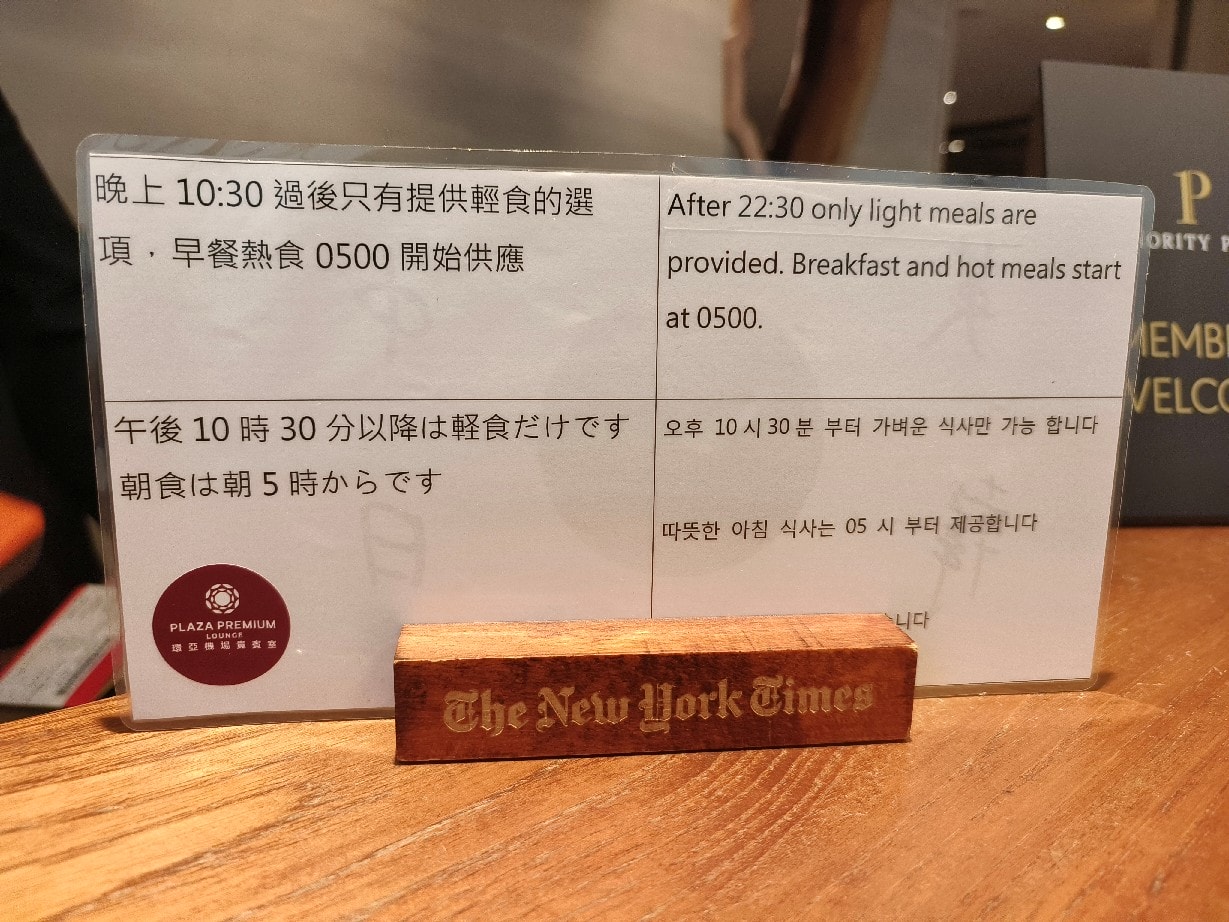 晚上 10:30 過後只有提供輕食的選
項，早餐熱食 0500 開始供應
After 22:30 only light meals are
provided. Breakfast and hot meals start
at 0500.
午後 10 時 30 分以降は軽食だけです
朝食は朝 5 時からです
오후 10 시 30 분 부터 가벼운 식사만 가능 합니다
따뜻한 아침 식사는 05 시 부터 제공합니다
PLAZA PREMIUM
LOUNGE
環亞機場貴賓室
The New York Times
P